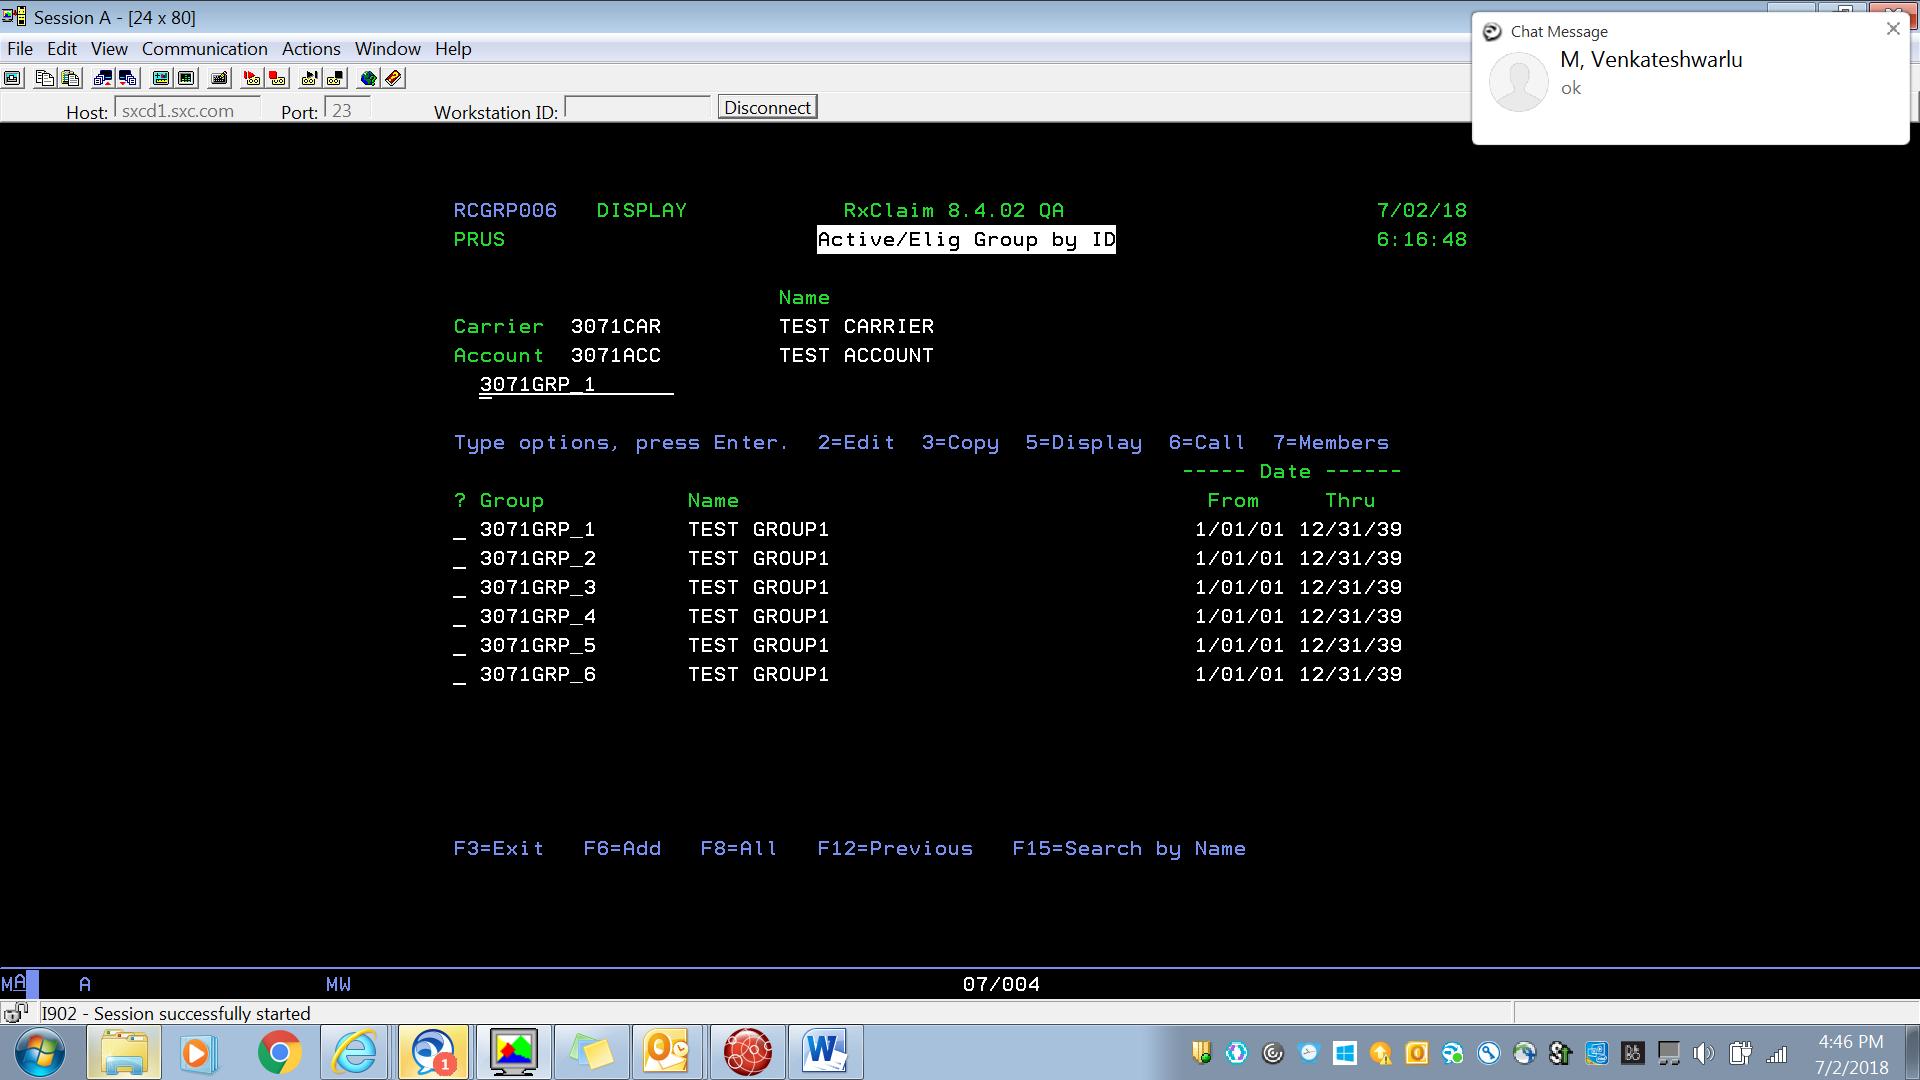 Session A - [24 x 80]
File Edit View Communication Actions Window Help
Host: sxcd1.sxc.com Port: 23 Workstation ID: Disconnect
Chat Message
M, Venkateshwarlu
ok
RCGRP006 DISPLAY RxClaim 8.4.02 QA 7/02/18
PRUS Active/Elig Group by ID 6:16:48
Name
Carrier 3071CAR TEST CARRIER
Account 3071ACC TEST ACCOUNT
3071GRP_1
Type options, press Enter. 2=Edit 3=Copy 5=Display 6=Call 7=Members
----- Date ------
? Group Name From Thru
_ 3071GRP_1 TEST GROUP1 1/01/01 12/31/39
_ 3071GRP_2 TEST GROUP1 1/01/01 12/31/39
_ 3071GRP_3 TEST GROUP1 1/01/01 12/31/39
_ 3071GRP_4 TEST GROUP1 1/01/01 12/31/39
_ 3071GRP_5 TEST GROUP1 1/01/01 12/31/39
_ 3071GRP_6 TEST GROUP1 1/01/01 12/31/39
F3=Exit F6=Add F8=All F12=Previous F15=Search by Name
MA A MW 07/004
I902 - Session successfully started
1
4:46 PM
7/2/2018